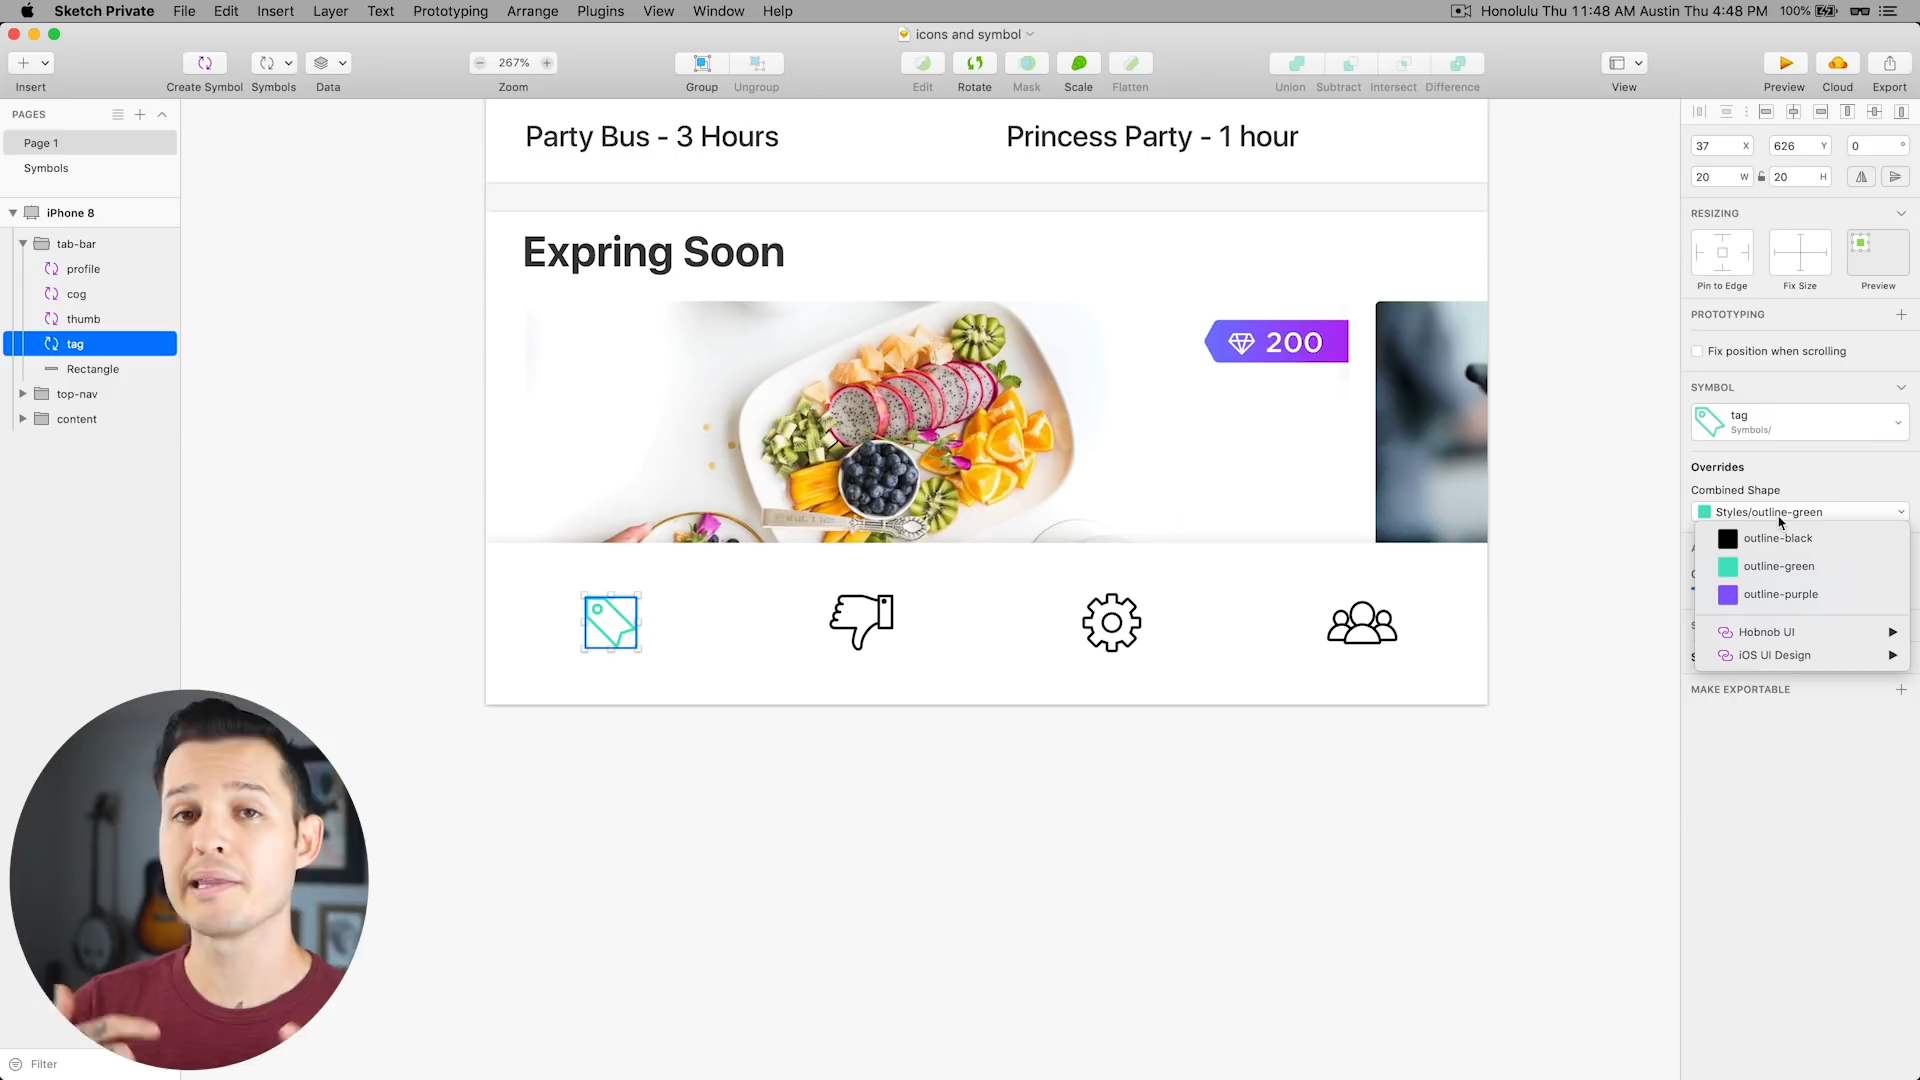 Sketch Private File Edit Insert Layer Text Prototyping Arrange Plugins View Window Help Honolulu Thu 11:48 AM Austin Thu 4:48 PM 100%
icons and symbol
267%
Insert Create Symbol Symbols Data Zoom Group Ungroup Edit Rotate Mask Scale Flatten Union Subtract Intersect Difference View Preview Cloud Export
PAGES
Page 1
Symbols
iPhone 8
tab-bar
profile
cog
thumb
tag
Rectangle
top-nav
content
Filter
Party Bus - 3 Hours
Princess Party - 1 hour
Expring Soon
200
37 X 626 Y 0 °
20 W 20 H
RESIZING
Pin to Edge Fix Size Preview
PROTOTYPING
Fix position when scrolling
SYMBOL
tag
Symbols/
Overrides
Combined Shape
Styles/outline-green
outline-black
outline-green
outline-purple
Hobnob UI
iOS UI Design
MAKE EXPORTABLE